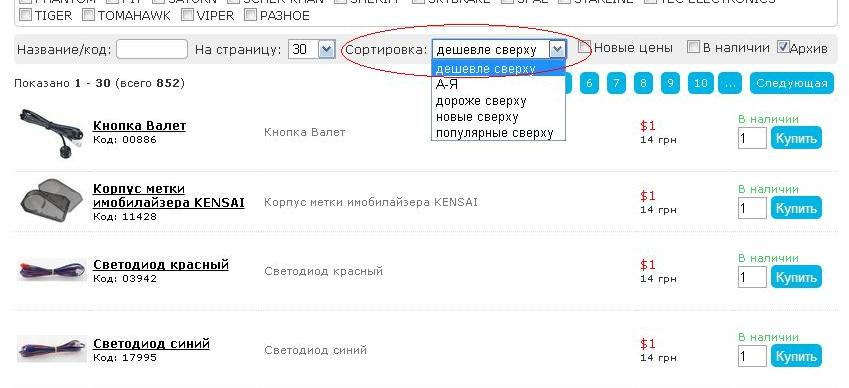 TIGER TOMAHAWK VIPER РАЗНОЕ
Название/код: На страницу: 30 Сортировка: дешевле сверху Новые цены В наличии Архив
дешевле сверху
А-Я
дороже сверху
новые сверху
популярные сверху
Показано 1 - 30 (всего 852) 6 7 8 9 10 ... Следующая
Кнопка Валет
Код: 00886
Кнопка Валет
$1
14 грн
В наличии
1 Купить
Корпус метки
имобилайзера KENSAI
Код: 11428
Корпус метки имобилайзера KENSAI
$1
14 грн
В наличии
1 Купить
Светодиод красный
Код: 03942
Светодиод красный
$1
14 грн
В наличии
1 Купить
Светодиод синий
Код: 17995
Светодиод синий
$1
14 грн
В наличии
1 Купить